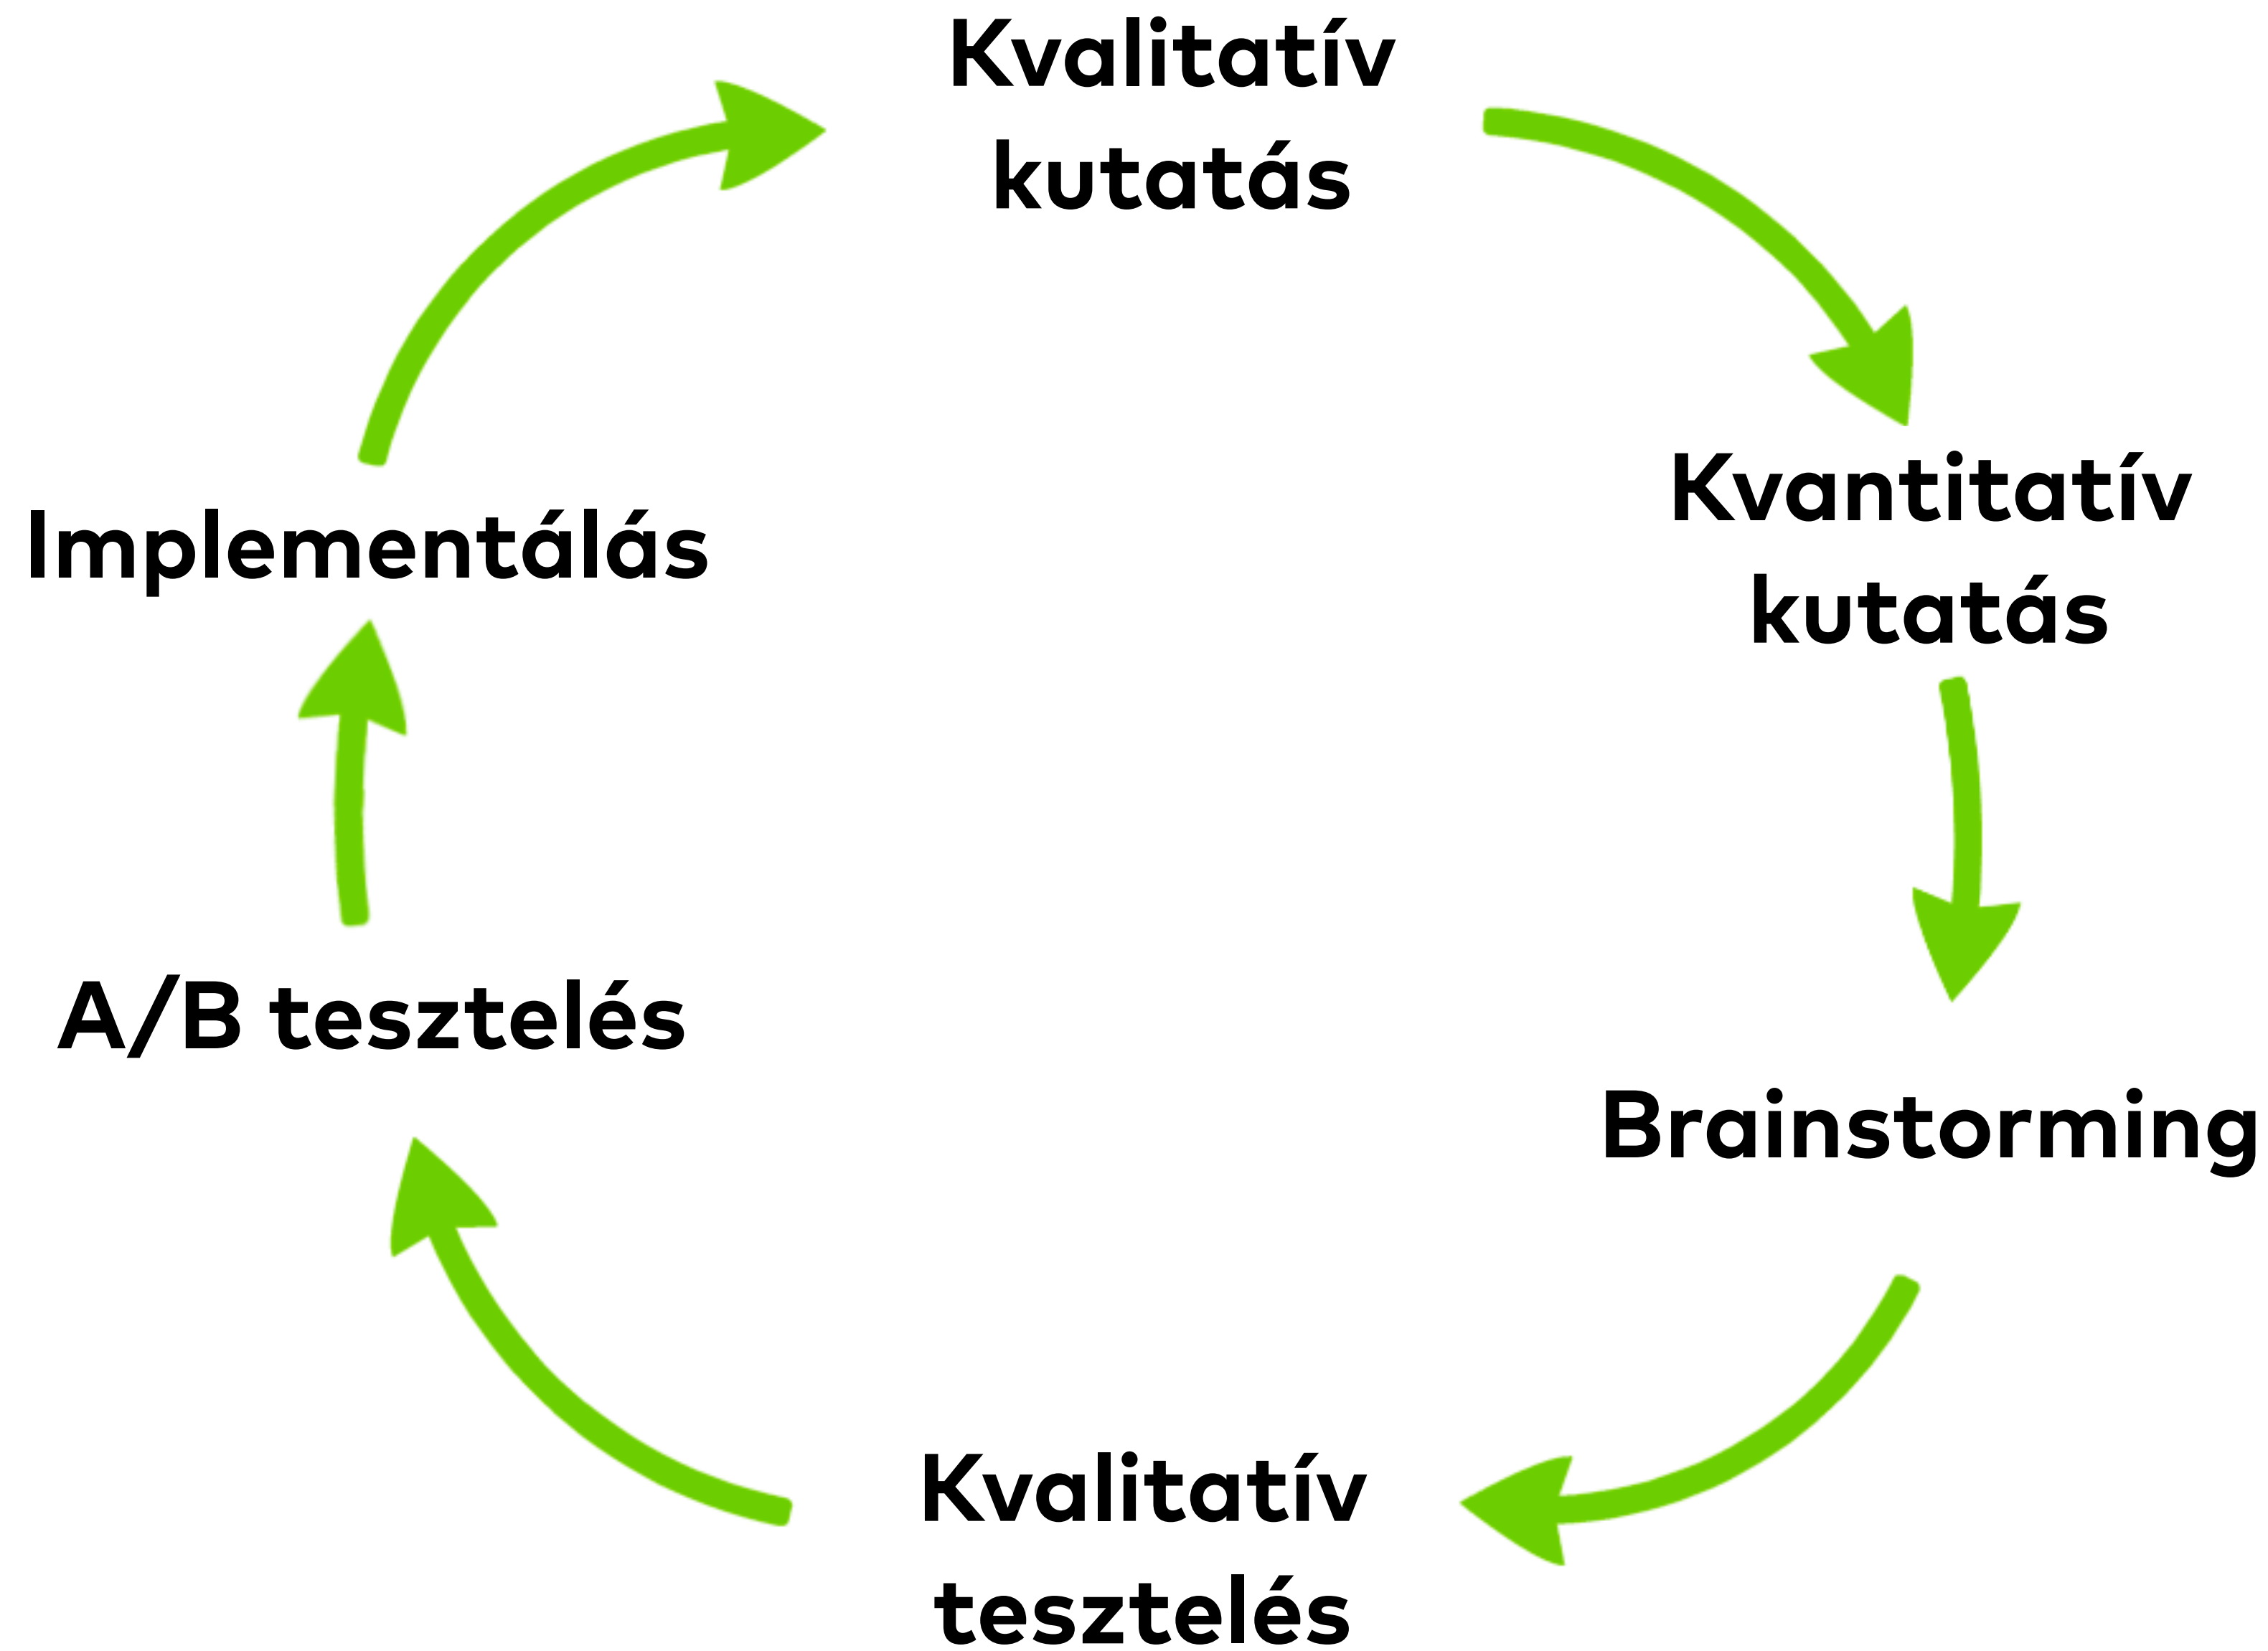 Kvalitatív
kutatás
Kvantitatív
kutatás
Brainstorming
Kvalitatív
tesztelés
A/B tesztelés
Implementálás